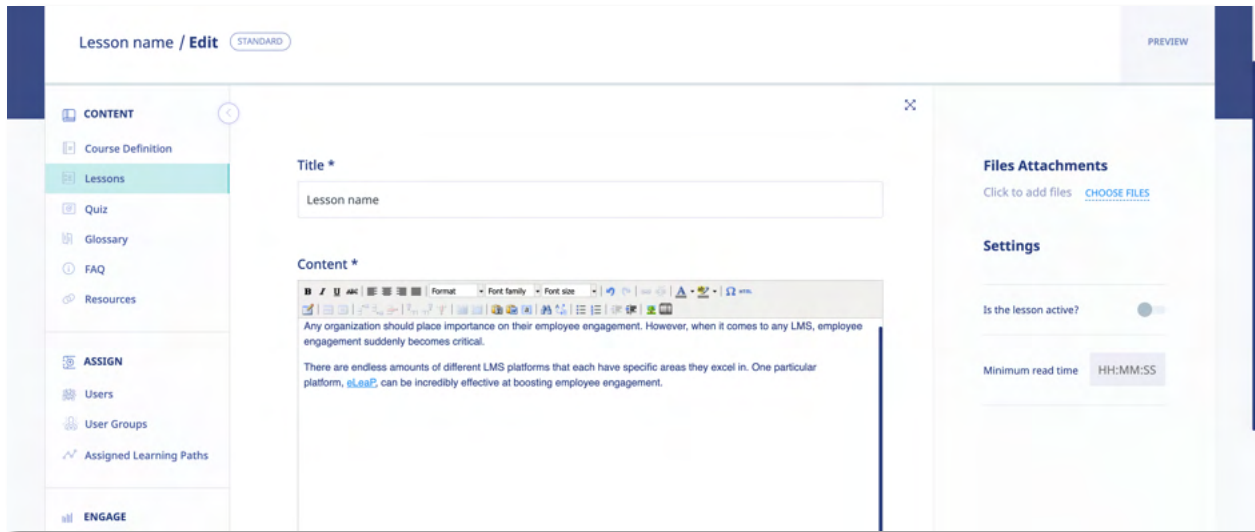 Lesson name / Edit STANDARD
PREVIEW
CONTENT
Course Definition
Lessons
Quiz
Glossary
FAQ
Resources
ASSIGN
Users
User Groups
Assigned Learning Paths
ENGAGE
Title *
Lesson name
Content *
B I U ABC Format Font family Font size A Ω HTML
Any organization should place importance on their employee engagement. However, when it comes to any LMS, employee
engagement suddenly becomes critical.
There are endless amounts of different LMS platforms that each have specific areas they excel in. One particular
platform, eLeaP, can be incredibly effective at boosting employee engagement.
Files Attachments
Click to add files CHOOSE FILES
Settings
Is the lesson active?
Minimum read time HH:MM:SS